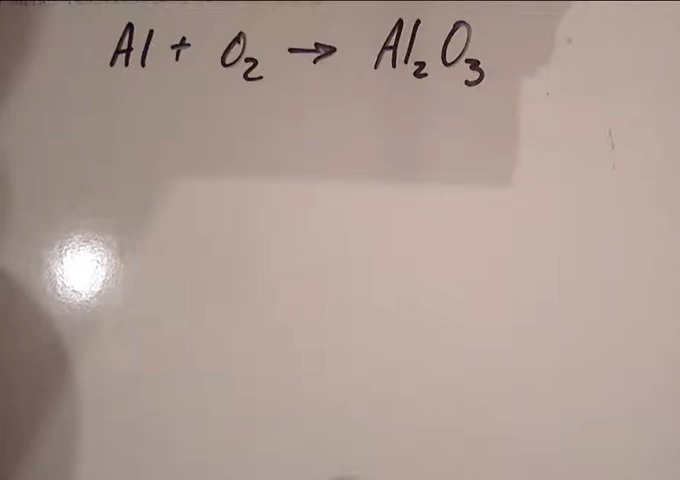 Al + O₂ → Al₂O₃